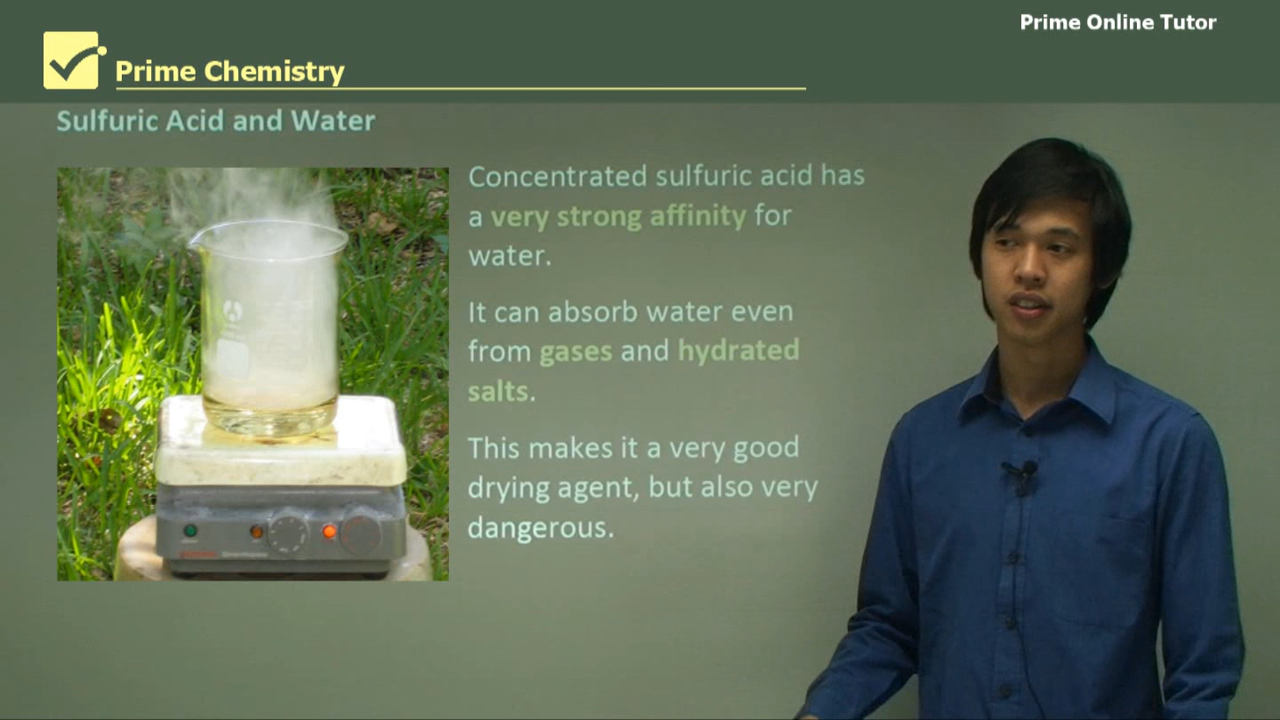 Prime Online Tutor
Prime Chemistry
Sulfuric Acid and Water
Concentrated sulfuric acid has
a very strong affinity for
water.
It can absorb water even
from gases and hydrated
salts.
This makes it a very good
drying agent, but also very
dangerous.